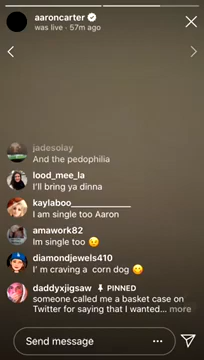 aaroncarter
was live · 57m ago
jadesolay
And the pedophilia
lood_mee_la
I'll bring ya dinna
kaylaboo______________
I am single too Aaron
amawork82
Im single too 😉
diamondjewels410
I' m craving a corn dog 😋
daddyxjigsaw PINNED
someone called me a basket case on
Twitter for saying that I wanted... more
Send message